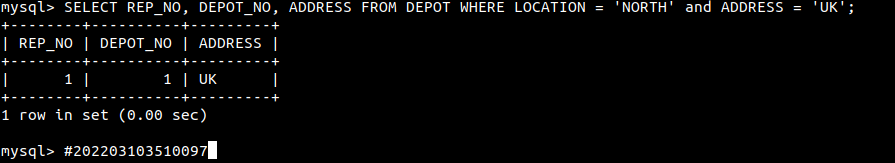 mysql> SELECT REP_NO, DEPOT_NO, ADDRESS FROM DEPOT WHERE LOCATION = 'NORTH' and ADDRESS = 'UK';
+--------+----------+---------+
| REP_NO | DEPOT_NO | ADDRESS |
+--------+----------+---------+
|      1 |        1 | UK      |
+--------+----------+---------+
1 row in set (0.00 sec)
mysql> #202203103510097